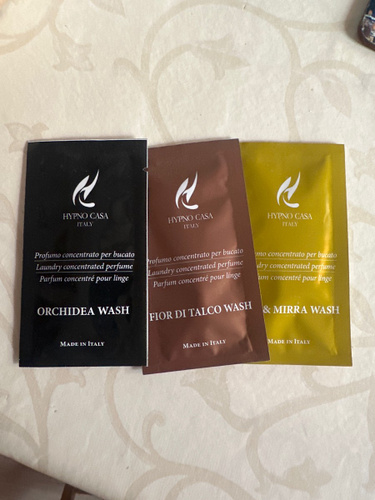 HYPNO CASA
ITALY
Profumo concentrato per bucato
Laundry concentrated perfume
Parfum concentré pour linge
ORCHIDEA WASH
MADE IN ITALY
HYPNO CASA
ITALY
Profumo concentrato per bucato
Laundry concentrated perfume
Parfum concentré pour linge
FIOR DI TALCO WASH
MADE IN ITALY
HYPNO CASA
ITALY
concentrato per bucato
concentrated perfume
concentré pour linge
& MIRRA WASH
MADE IN ITALY